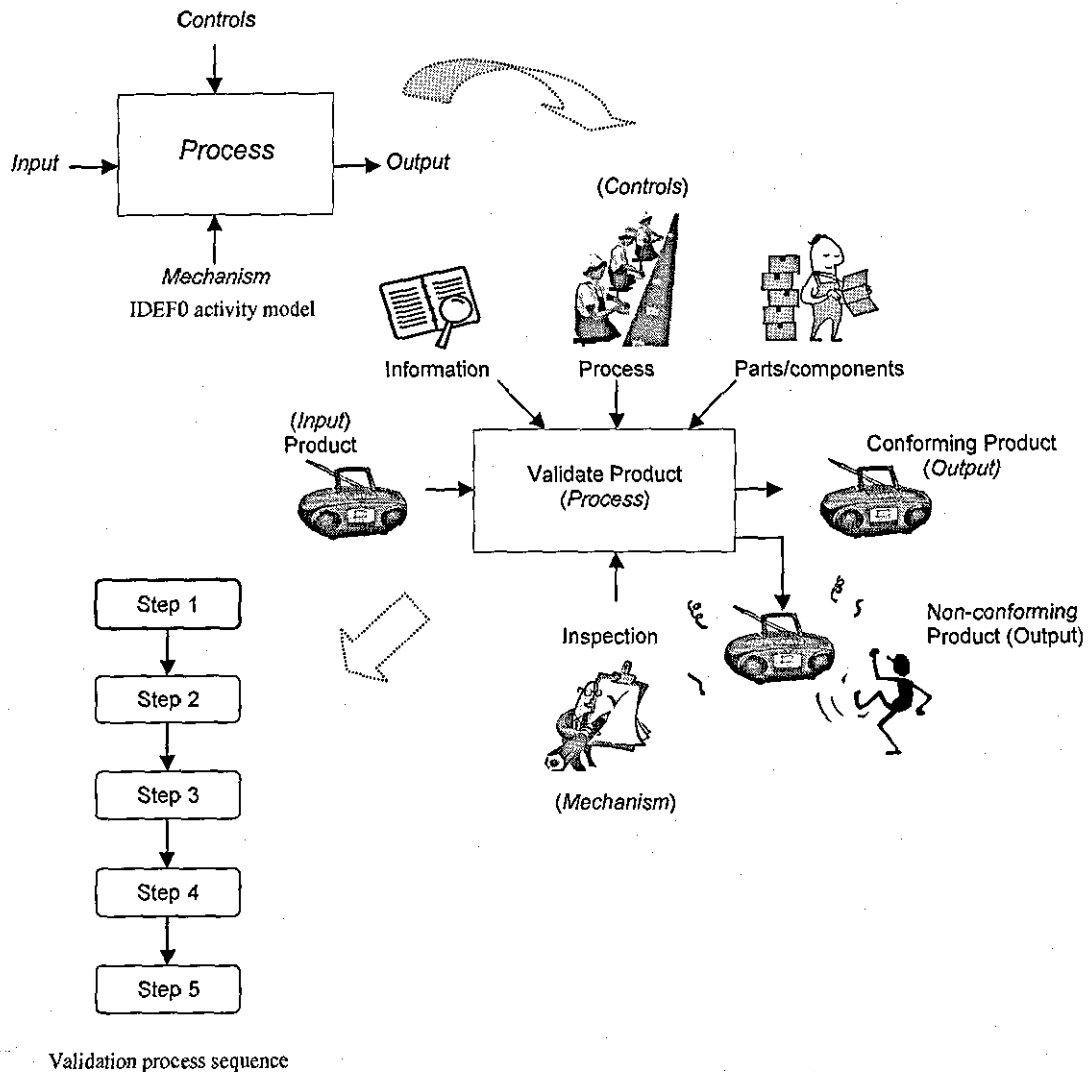 Controls
Process
Input
Output
Mechanism
IDEF0 activity model
(Controls)
Information
Process
Parts/components
(Input)
Product
Validate Product
(Process)
Conforming Product
(Output)
Inspection
(Mechanism)
Non-conforming
Product (Output)
Step 1
Step 2
Step 3
Step 4
Step 5
Validation process sequence